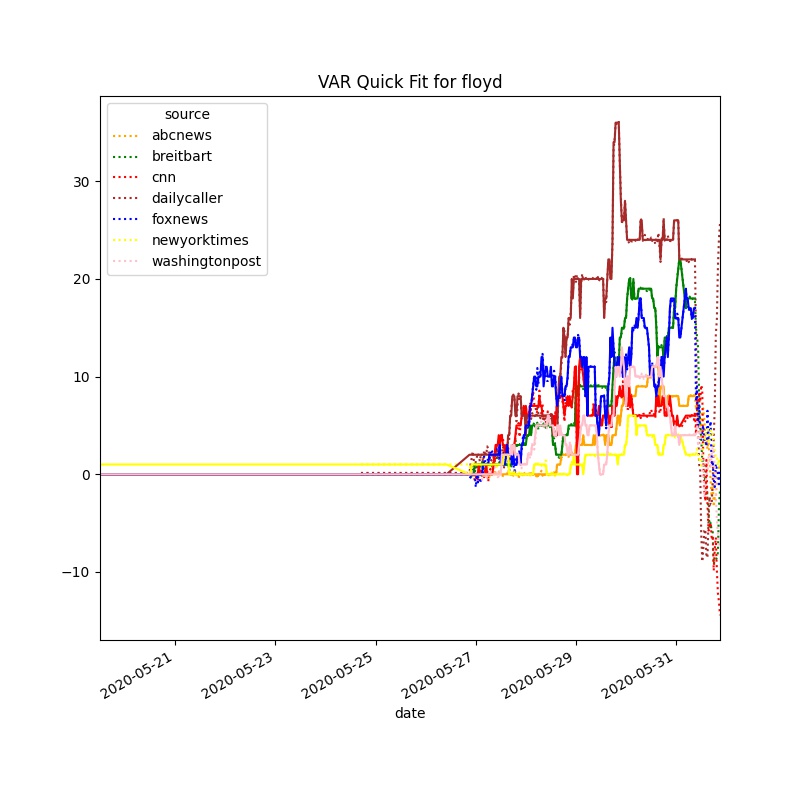 VAR Quick Fit for floyd
source
abcnews
breitbart
cnn
dailycaller
foxnews
newyorktimes
washingtonpost
30
20
10
0
−10
2020-05-21
2020-05-23
2020-05-25
2020-05-27
2020-05-29
2020-05-31
date